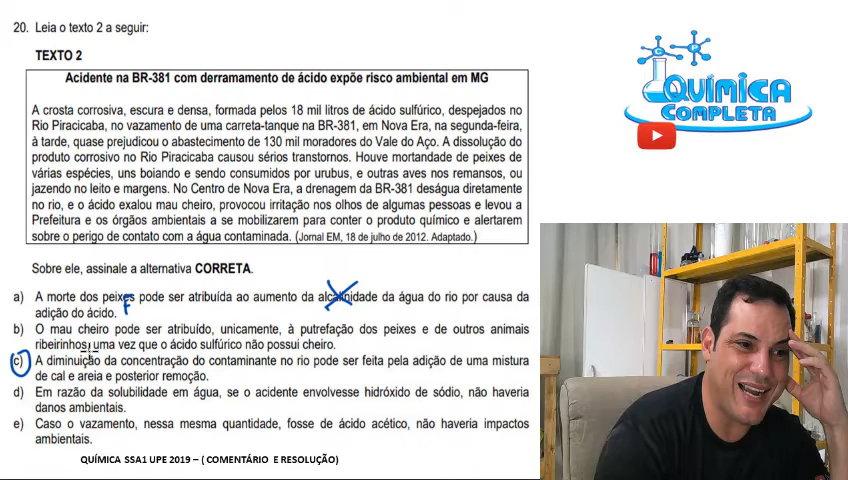 20. Leia o texto 2 a seguir:
TEXTO 2
Acidente na BR-381 com derramamento de ácido expõe risco ambiental em MG
A crosta corrosiva, escura e densa, formada pelos 18 mil litros de ácido sulfúrico, despejados no
Rio Piracicaba, no vazamento de uma carreta-tanque na BR-381, em Nova Era, na segunda-feira,
à tarde, quase prejudicou o abastecimento de 130 mil moradores do Vale do Aço. A dissolução do
produto corrosivo no Rio Piracicaba causou sérios transtornos. Houve mortandade de peixes de
várias espécies, uns boiando e sendo consumidos por urubus, e outras aves nos remansos, ou
jazendo no leito e margens. No Centro de Nova Era, a drenagem da BR-381 deságua diretamente
no rio, e o ácido exalou mau cheiro, provocou irritação nos olhos de algumas pessoas e levou a
Prefeitura e os órgãos ambientais a se mobilizarem para conter o produto químico e alertarem
sobre o perigo de contato com a água contaminada. (Jornal EM, 18 de julho de 2012. Adaptado.)
Sobre ele, assinale a alternativa CORRETA.
a) A morte dos peixes pode ser atribuída ao aumento da alcalinidade da água do rio por causa da
adição do ácido. F
b) O mau cheiro pode ser atribuído, unicamente, à putrefação dos peixes e de outros animais
ribeirinhos, uma vez que o ácido sulfúrico não possui cheiro.
c) A diminuição da concentração do contaminante no rio pode ser feita pela adição de uma mistura
de cal e areia e posterior remoção.
d) Em razão da solubilidade em água, se o acidente envolvesse hidróxido de sódio, não haveria
danos ambientais.
e) Caso o vazamento, nessa mesma quantidade, fosse de ácido acético, não haveria impactos
ambientais.
QUÍMICA SSA1 UPE 2019 – ( COMENTÁRIO E RESOLUÇÃO)
C P
QUÍMICA
COMPLETA